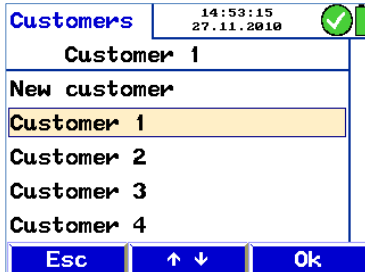 Customers 14:53:15
27.11.2010
Customer 1
New customer
Customer 1
Customer 2
Customer 3
Customer 4
Esc ↑ ↓ Ok